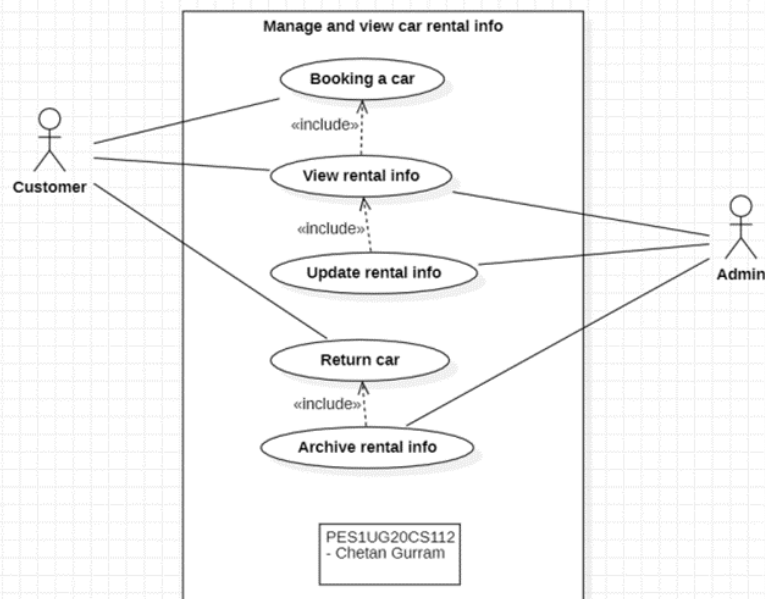 Manage and view car rental info
Booking a car
«include»
View rental info
Customer
«include»
Update rental info
Admin
Return car
«include»
Archive rental info
PES1UG20CS112
- Chetan Gurram